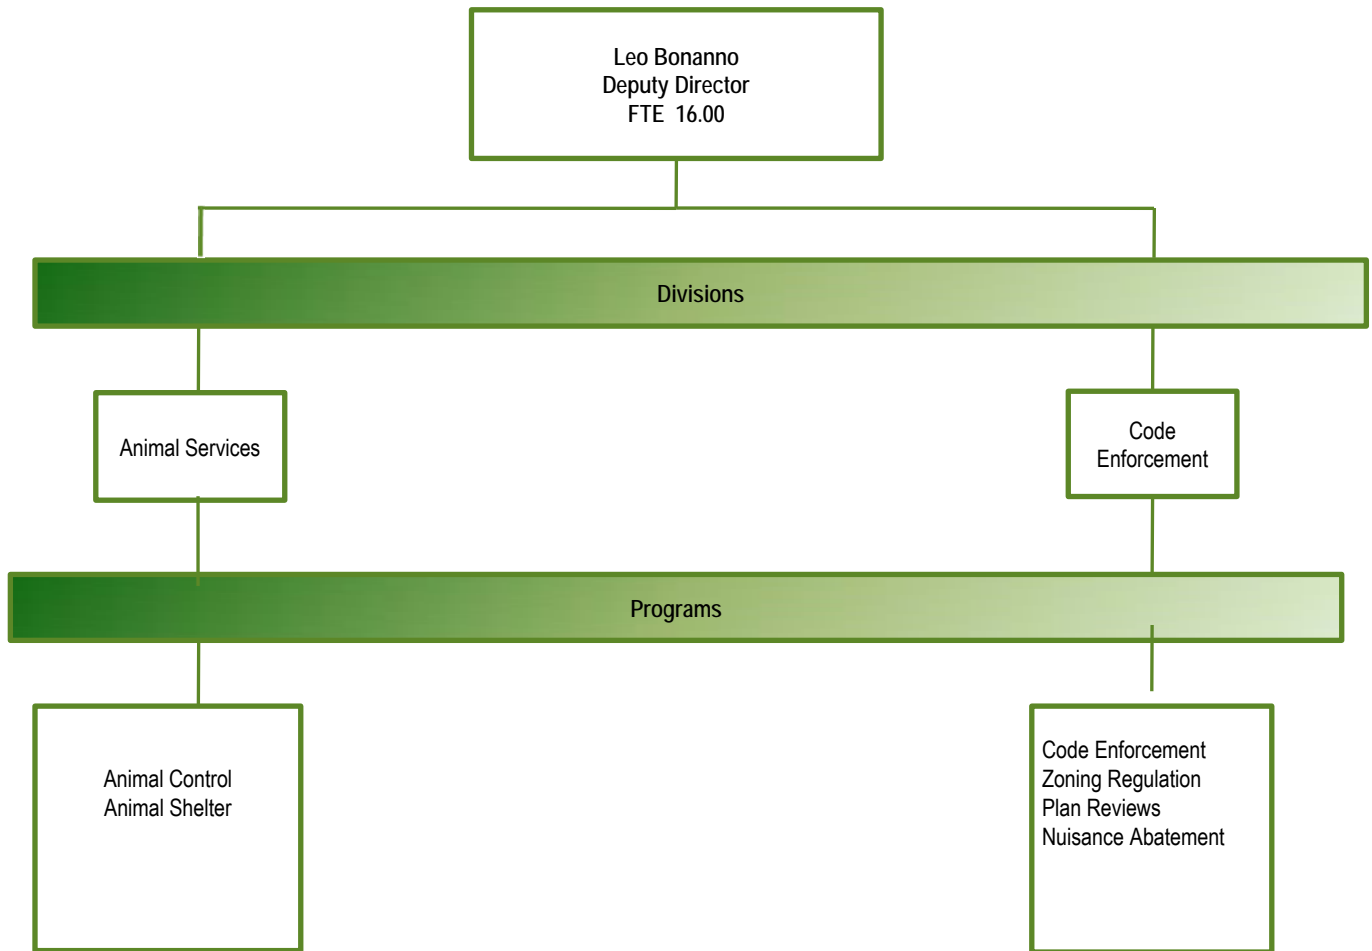 Leo Bonanno
Deputy Director
FTE 16.00
Divisions
Animal Services
Code
Enforcement
Programs
Animal Control
Animal Shelter
Code Enforcement
Zoning Regulation
Plan Reviews
Nuisance Abatement